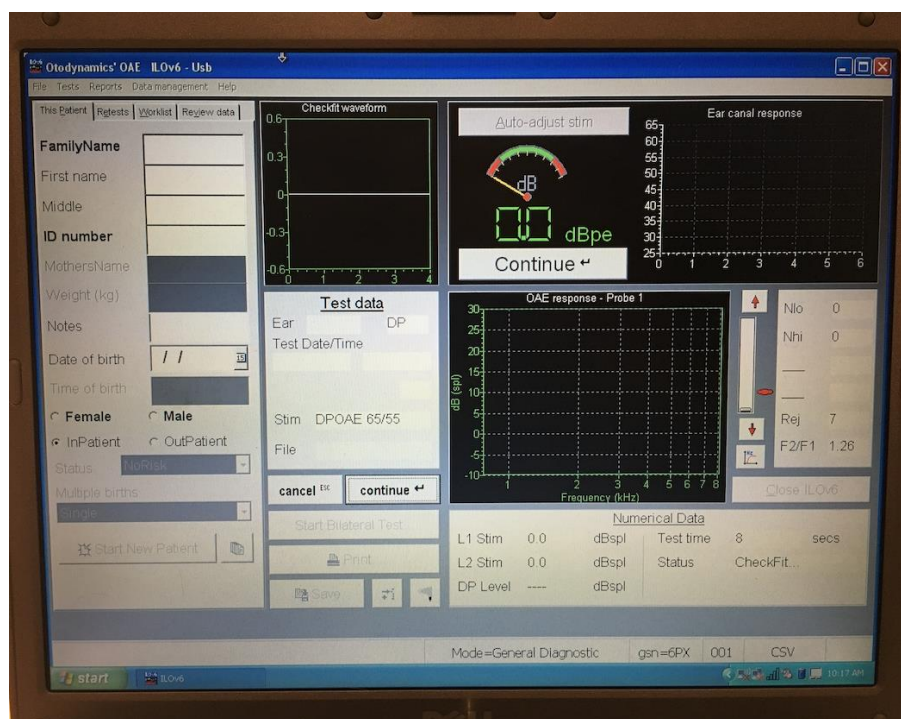 Otodynamics' OAE ILOv6 - Usb
File Tests Reports Data management Help
This Patient Retests Worklist Review data
FamilyName
First name
Middle
ID number
MothersName
Weight (kg)
Notes
Date of birth / /
Time of birth
Female Male
InPatient OutPatient
Status NoRisk
Multiple births
Single
Start New Patient
Checkfit waveform
0.6
0.3
0
-0.3
-0.6
0 1 2 3 4
Test data
Ear DP
Test Date/Time
Stim DPOAE 65/55
File
cancel ESC continue ↵
Start Bilateral Test...
Print
Save
Auto-adjust stim
dB
0.0 dBpe
Continue ↵
Ear canal response
65
60
55
50
45
40
35
30
25
0 1 2 3 4 5 6
OAE response - Probe 1
dB (spl)
30
25
20
15
10
5
0
-5
-10
1 2 3 4 5 6 7 8
Frequency (kHz)
Nlo 0
Nhi 0
Rej 7
F2/F1 1.26
Close ILOv6
Numerical Data
L1 Stim 0.0 dBspl Test time 8 secs
L2 Stim 0.0 dBspl Status CheckFit...
DP Level ---- dBspl
Mode=General Diagnostic gsn=6PX 001 CSV
start ILOv6 10:17 AM